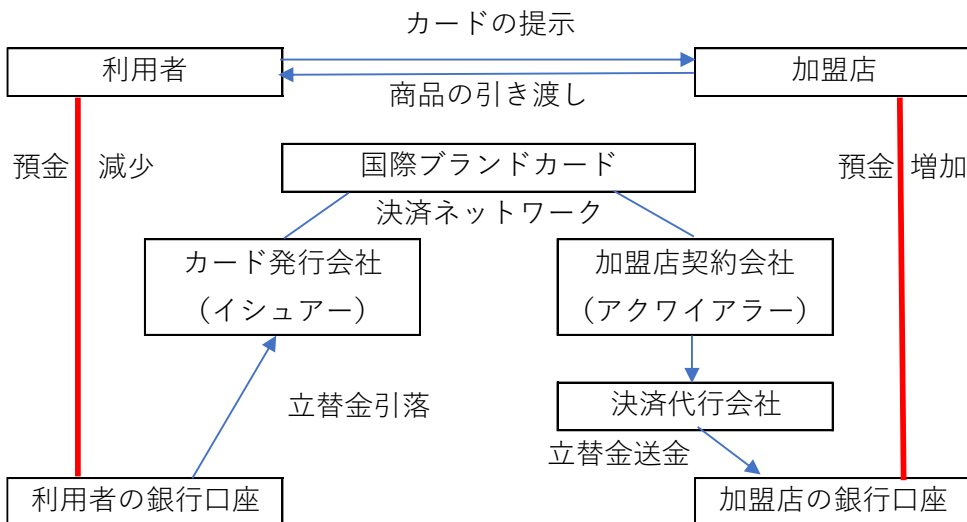 カードの提示
利用者
加盟店
商品の引き渡し
預金 減少
国際ブランドカード
預金 増加
決済ネットワーク
カード発行会社
（イシュアー）
加盟店契約会社
（アクワイアラー）
立替金引落
決済代行会社
立替金送金
利用者の銀行口座
加盟店の銀行口座